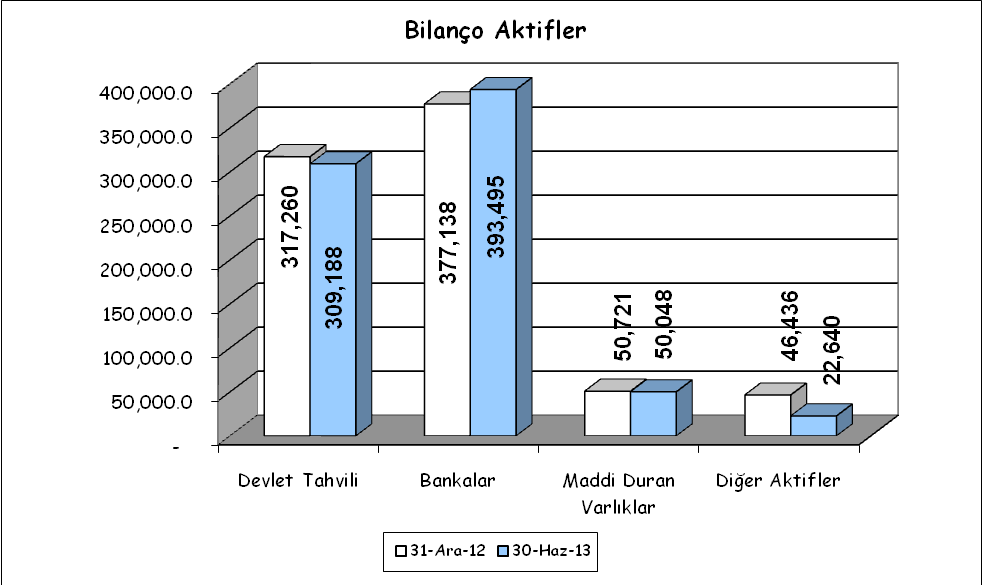 Bilanço Aktifler
400,000.0
350,000.0
300,000.0
250,000.0
200,000.0
150,000.0
100,000.0
50,000.0
-
317,260
309,188
377,138
393,495
50,721
50,048
46,436
22,640
Devlet Tahvili
Bankalar
Maddi Duran
Varlıklar
Diğer Aktifler
31-Ara-12
30-Haz-13